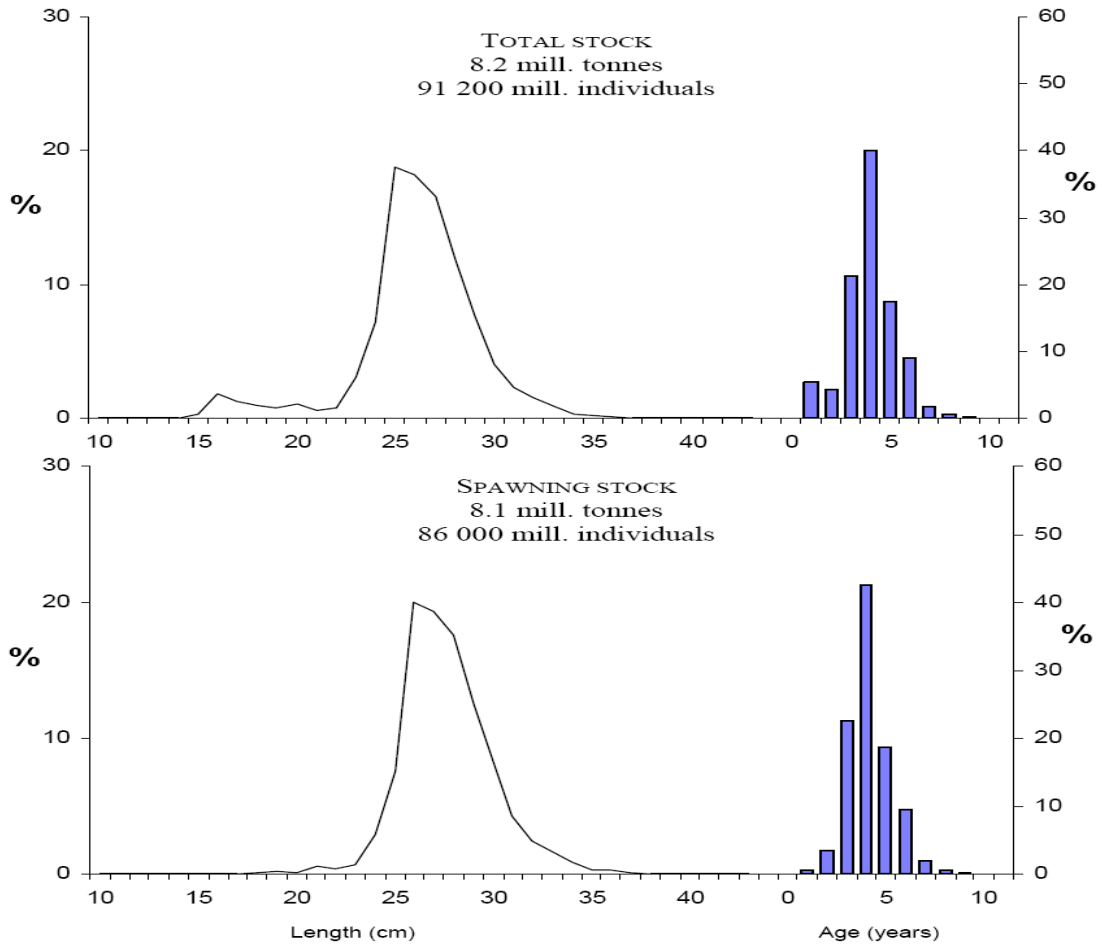 30
60
TOTAL STOCK
8.2 mill. tonnes
91 200 mill. individuals
50
20
40
%
%
30
10
20
10
0
0
10 15 20 25 30 35 40 0 5 10
30
60
SPAWNING STOCK
8.1 mill. tonnes
86 000 mill. individuals
50
20
40
%
%
30
10
20
10
0
0
10 15 20 25 30 35 40 0 5 10
Length (cm) Age (years)